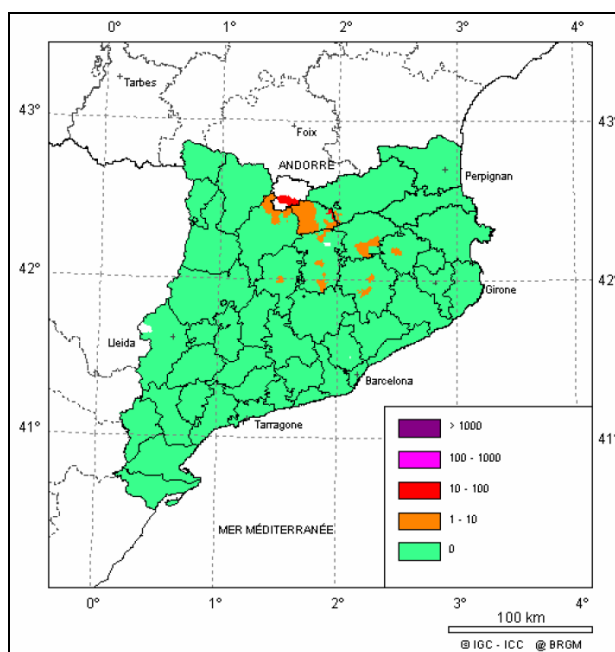 0° 1° 2° 3° 4°
Tarbes
43°
43°
Foix
ANDORRE
Perpignan
42°
42°
Girone
Lleida
Barcelona
41°
Tarragone
41°
> 1000
100 - 1000
10 - 100
1 - 10
0
MER MÉDITERRANÉE
0° 1° 2° 3° 4°
100 km
© IGC - ICC @ BRGM